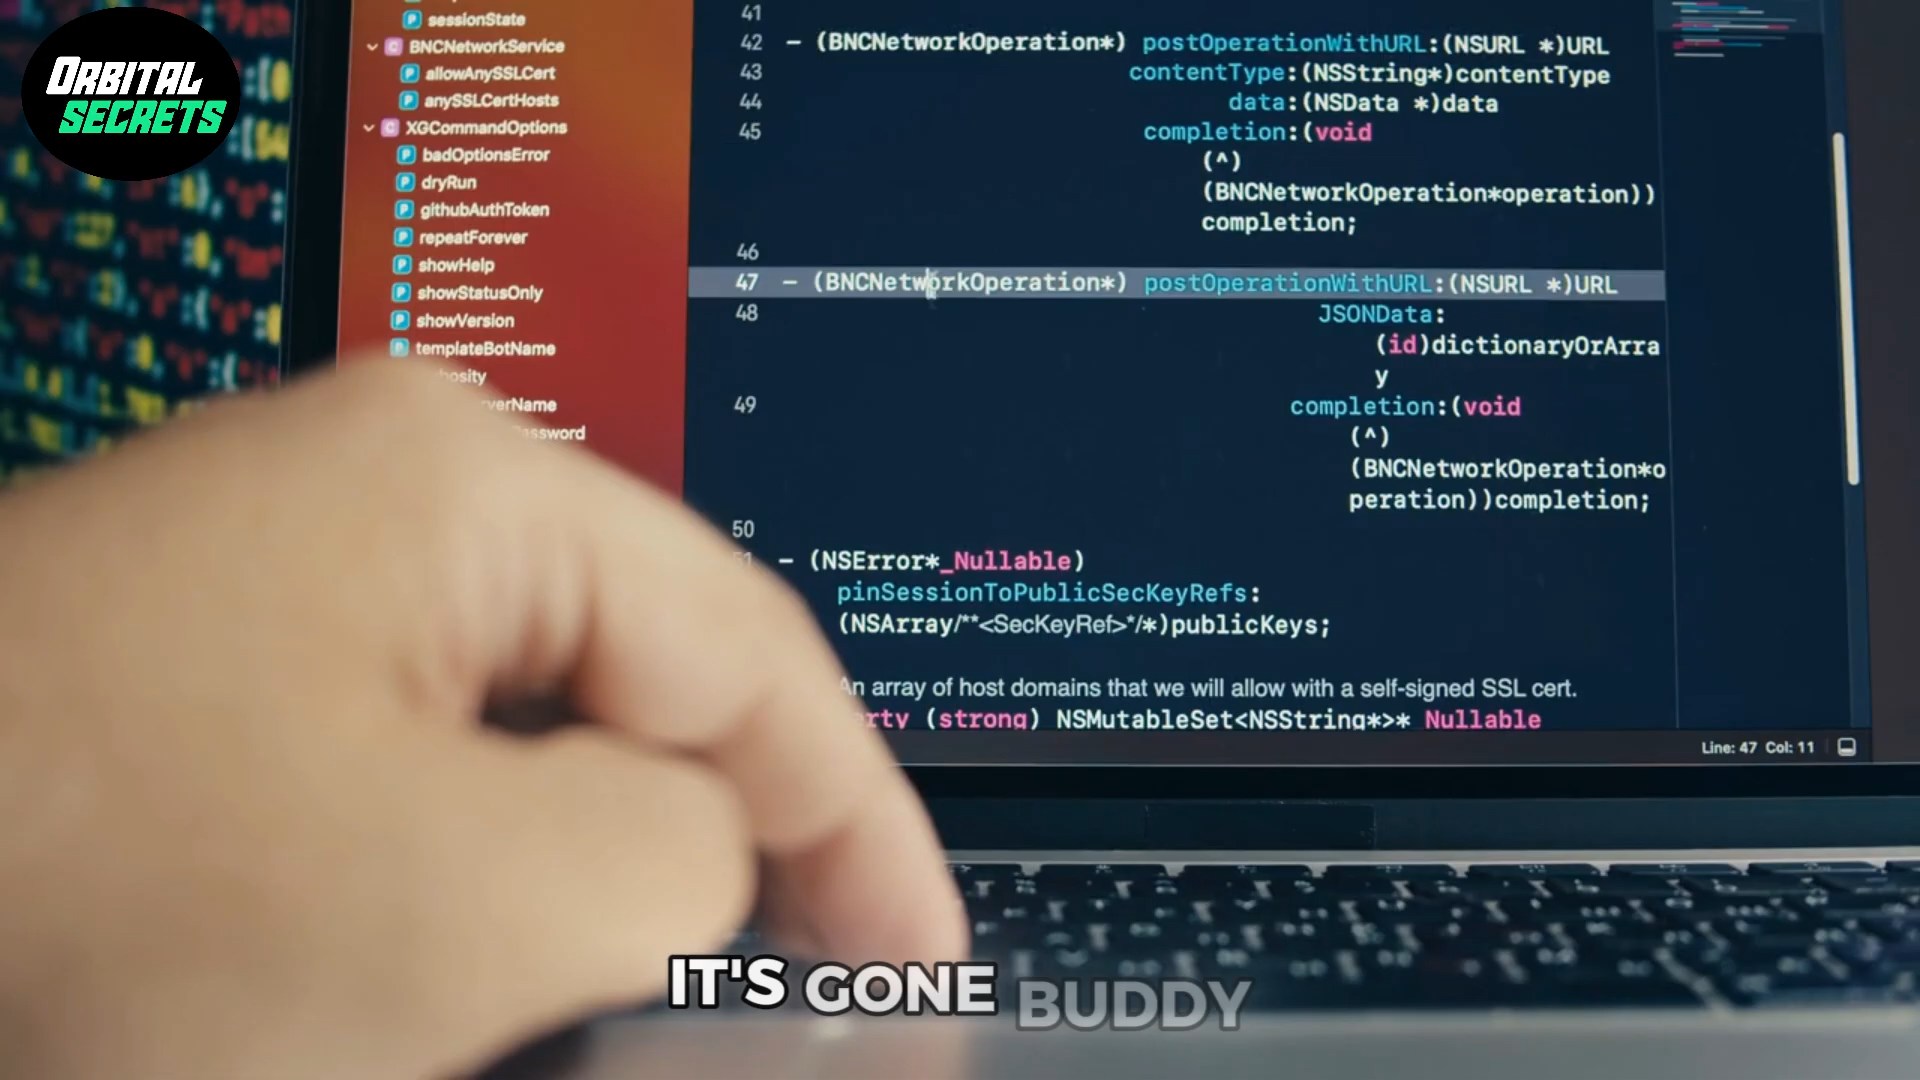 ORBITAL
SECRETS
sessionState
BNCNetworkService
allowAnySSLCert
anySSLCertHosts
XGCommandOptions
badOptionsError
dryRun
githubAuthToken
repeatForever
showHelp
showStatusOnly
showVersion
templateBotName
41
42 - (BNCNetworkOperation*) postOperationWithURL:(NSURL *)URL
43 contentType:(NSString*)contentType
44 data:(NSData *)data
45 completion:(void
(^)
(BNCNetworkOperation*operation))
completion;
46
47 - (BNCNetworkOperation*) postOperationWithURL:(NSURL *)URL
48 JSONData:
(id)dictionaryOrArra
y
49 completion:(void
(^)
(BNCNetworkOperation*o
peration))completion;
50
51 - (NSError*_Nullable)
pinSessionToPublicSecKeyRefs:
(NSArray/**<SecKeyRef>*/*)publicKeys;
An array of host domains that we will allow with a self-signed SSL cert.
(strong) NSMutableSet<NSString*>* Nullable
Line: 47 Col: 11
IT'S GONE BUDDY